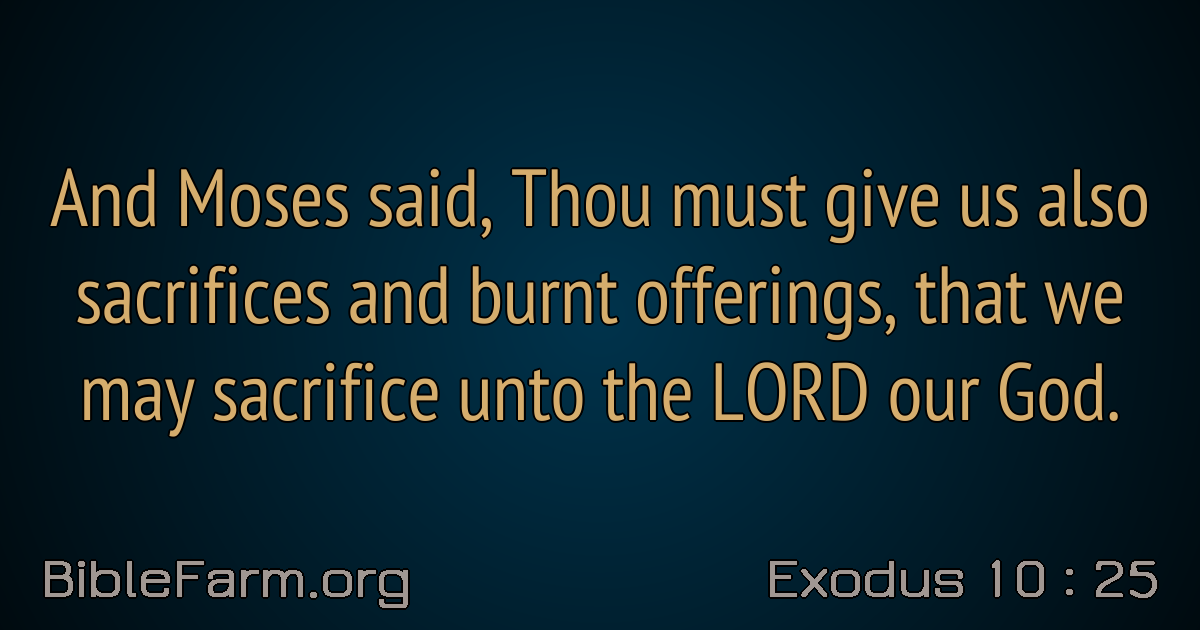 And Moses said, Thou must give us also
sacrifices and burnt offerings, that we
may sacrifice unto the LORD our God.
BibleFarm.org
Exodus 10 : 25